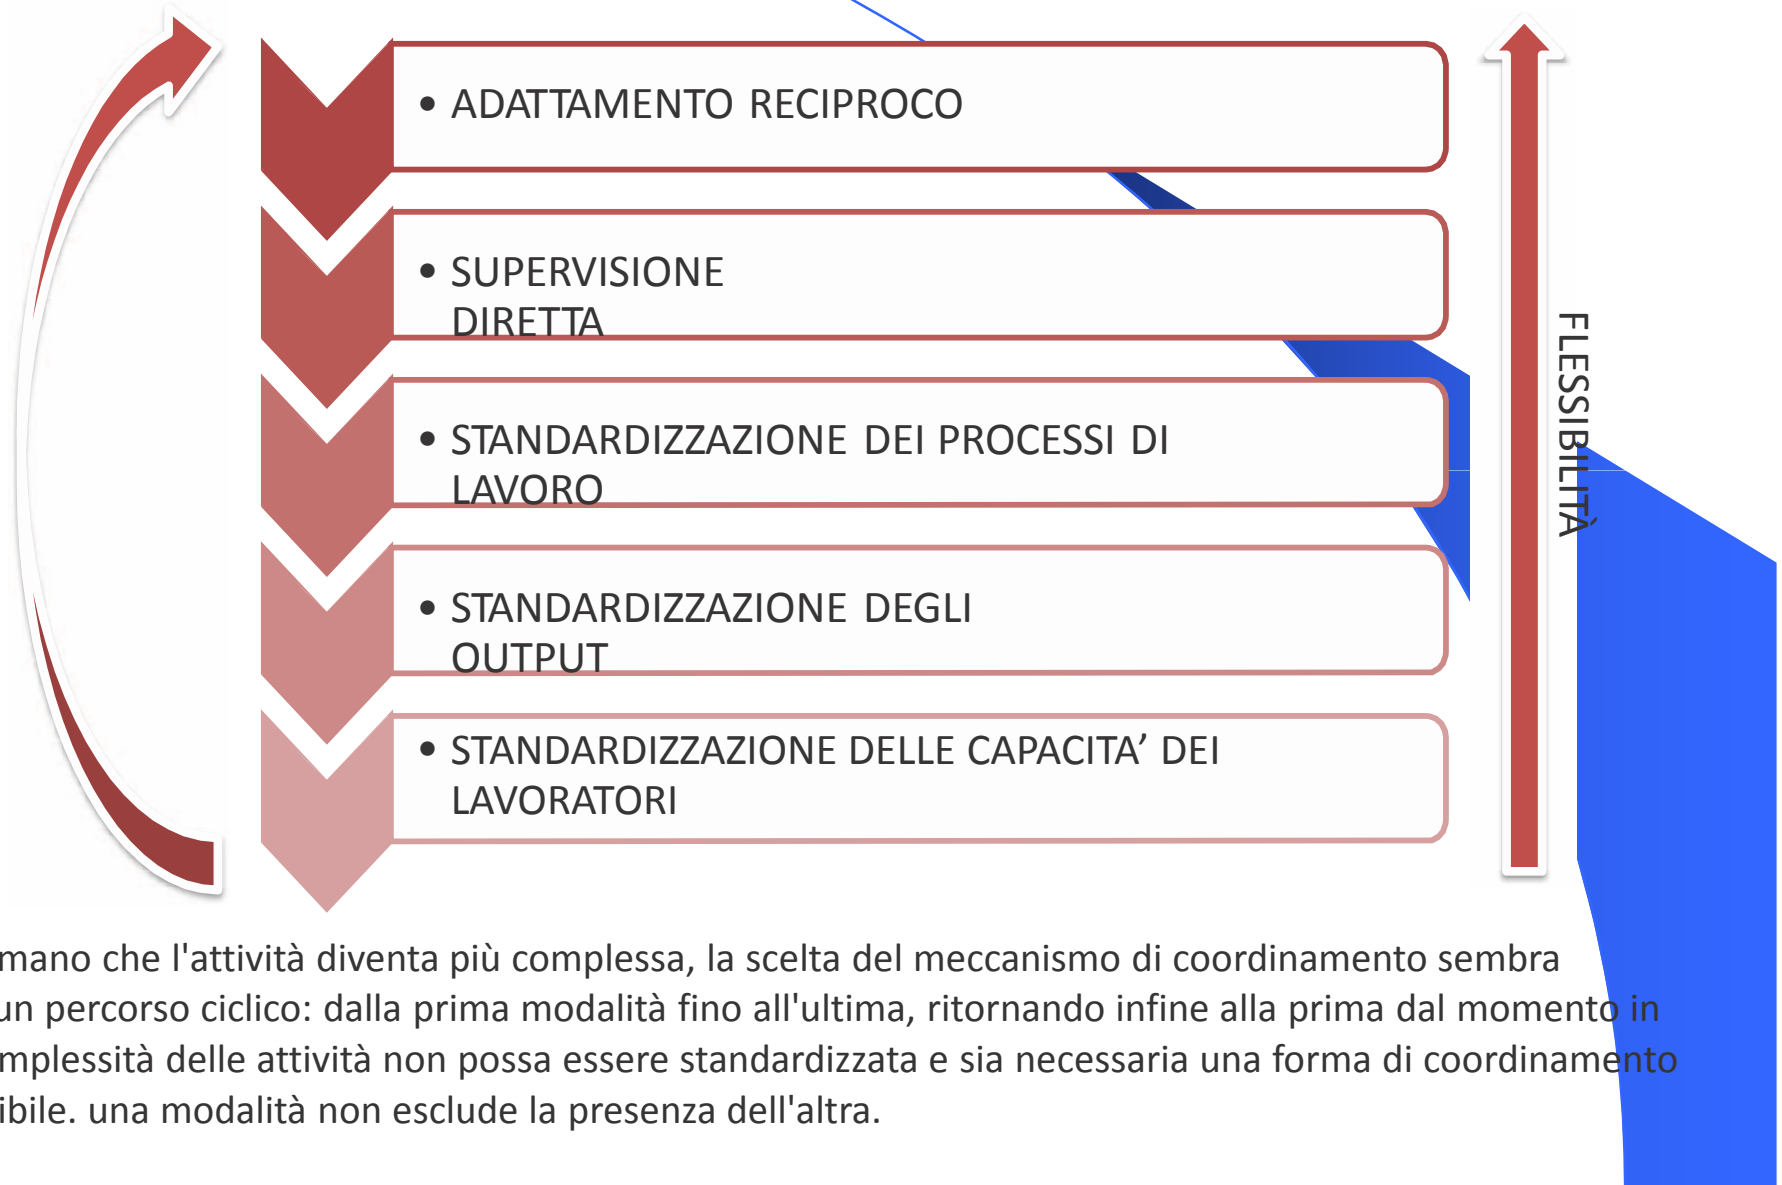 • ADATTAMENTO RECIPROCO
• SUPERVISIONE
DIRETTA
• STANDARDIZZAZIONE DEI PROCESSI DI
LAVORO
• STANDARDIZZAZIONE DEGLI
OUTPUT
• STANDARDIZZAZIONE DELLE CAPACITA’ DEI
LAVORATORI
FLESSIBILITÀ
mano che l'attività diventa più complessa, la scelta del meccanismo di coordinamento sembra
un percorso ciclico: dalla prima modalità fino all'ultima, ritornando infine alla prima dal momento in
mplessità delle attività non possa essere standardizzata e sia necessaria una forma di coordinamento
ibile. una modalità non esclude la presenza dell'altra.